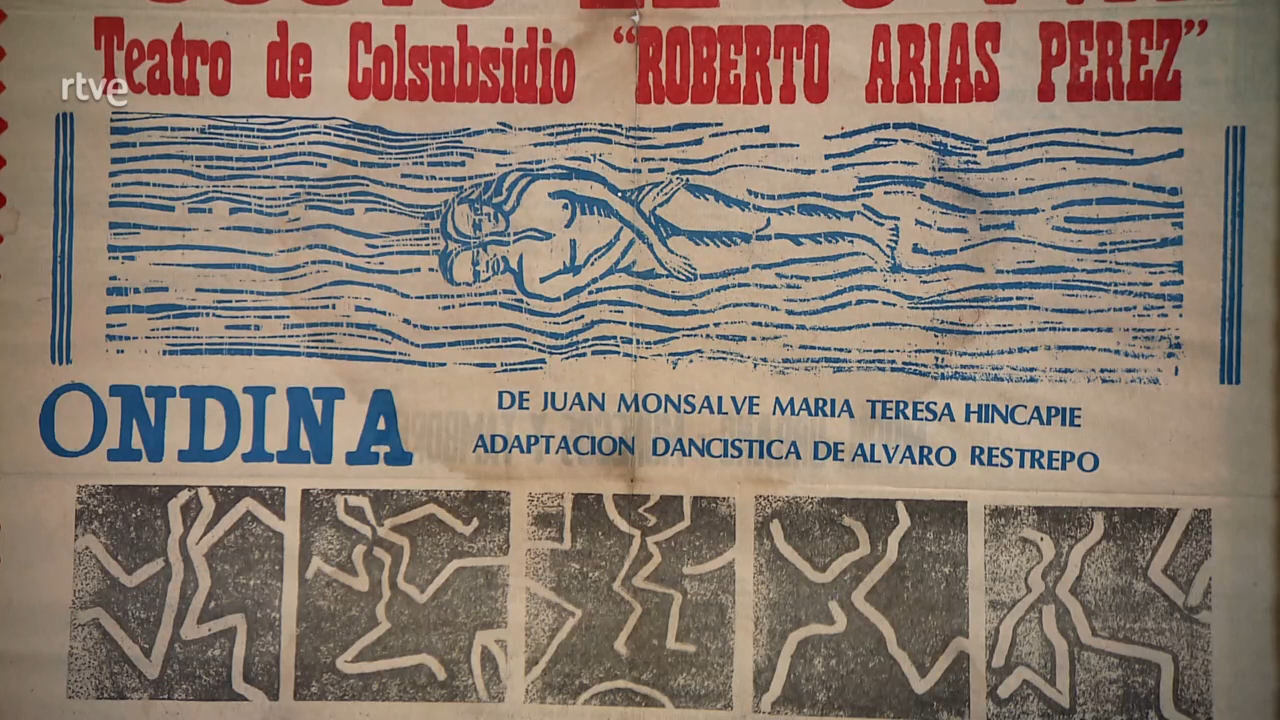 Teatro de Colsubsidio “ROBERTO ARIAS PEREZ”
rtve
ONDINA
DE JUAN MONSALVE MARIA TERESA HINCAPIE
ADAPTACION DANCISTICA DE ALVARO RESTREPO